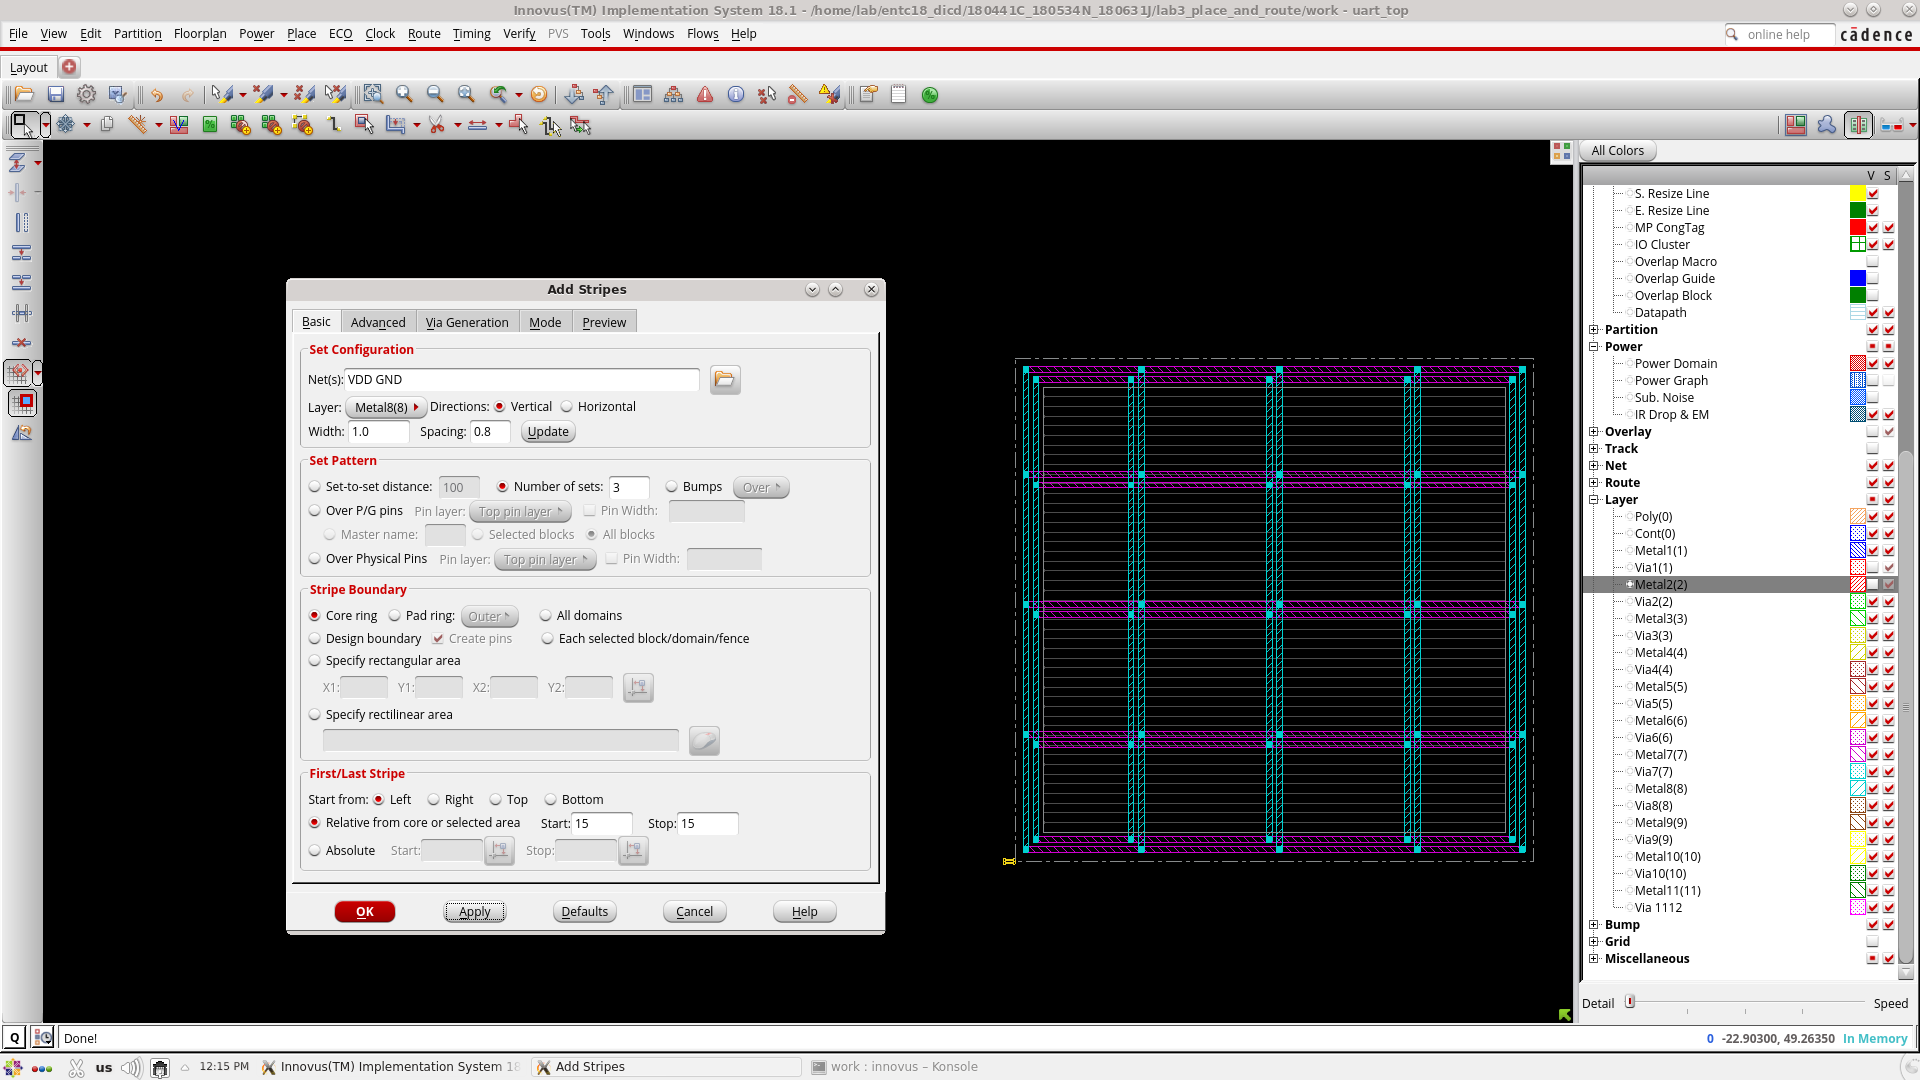 Innovus(TM) Implementation System 18.1 - /home/lab/entc18_dicd/180441C_180534N_180631J/lab3_place_and_route/work - uart_top
File View Edit Partition Floorplan Power Place ECO Clock Route Timing Verify PVS Tools Windows Flows Help
online help
cādence
Layout
All Colors
V S
S. Resize Line
E. Resize Line
MP CongTag
IO Cluster
Overlap Macro
Overlap Guide
Overlap Block
Datapath
Partition
Power
Power Domain
Power Graph
Sub. Noise
IR Drop & EM
Overlay
Track
Net
Route
Layer
Poly(0)
Cont(0)
Metal1(1)
Via1(1)
Metal2(2)
Via2(2)
Metal3(3)
Via3(3)
Metal4(4)
Via4(4)
Metal5(5)
Via5(5)
Metal6(6)
Via6(6)
Metal7(7)
Via7(7)
Metal8(8)
Via8(8)
Metal9(9)
Via9(9)
Metal10(10)
Via10(10)
Metal11(11)
Via 1112
Bump
Grid
Miscellaneous
Detail Speed
Add Stripes
Basic Advanced Via Generation Mode Preview
Set Configuration
Net(s): VDD GND
Layer: Metal8(8) Directions: Vertical Horizontal
Width: 1.0 Spacing: 0.8 Update
Set Pattern
Set-to-set distance: 100 Number of sets: 3 Bumps Over
Over P/G pins Pin layer: Top pin layer Pin Width:
Master name: Selected blocks All blocks
Over Physical Pins Pin layer: Top pin layer Pin Width:
Stripe Boundary
Core ring Pad ring: Outer All domains
Design boundary Create pins Each selected block/domain/fence
Specify rectangular area
X1: Y1: X2: Y2:
Specify rectilinear area
First/Last Stripe
Start from: Left Right Top Bottom
Relative from core or selected area Start: 15 Stop: 15
Absolute Start: Stop:
OK Apply Defaults Cancel Help
Q Done! 0 -22.90300, 49.26350 In Memory
us 12:15 PM Innovus(TM) Implementation System 18 Add Stripes work : innovus – Konsole